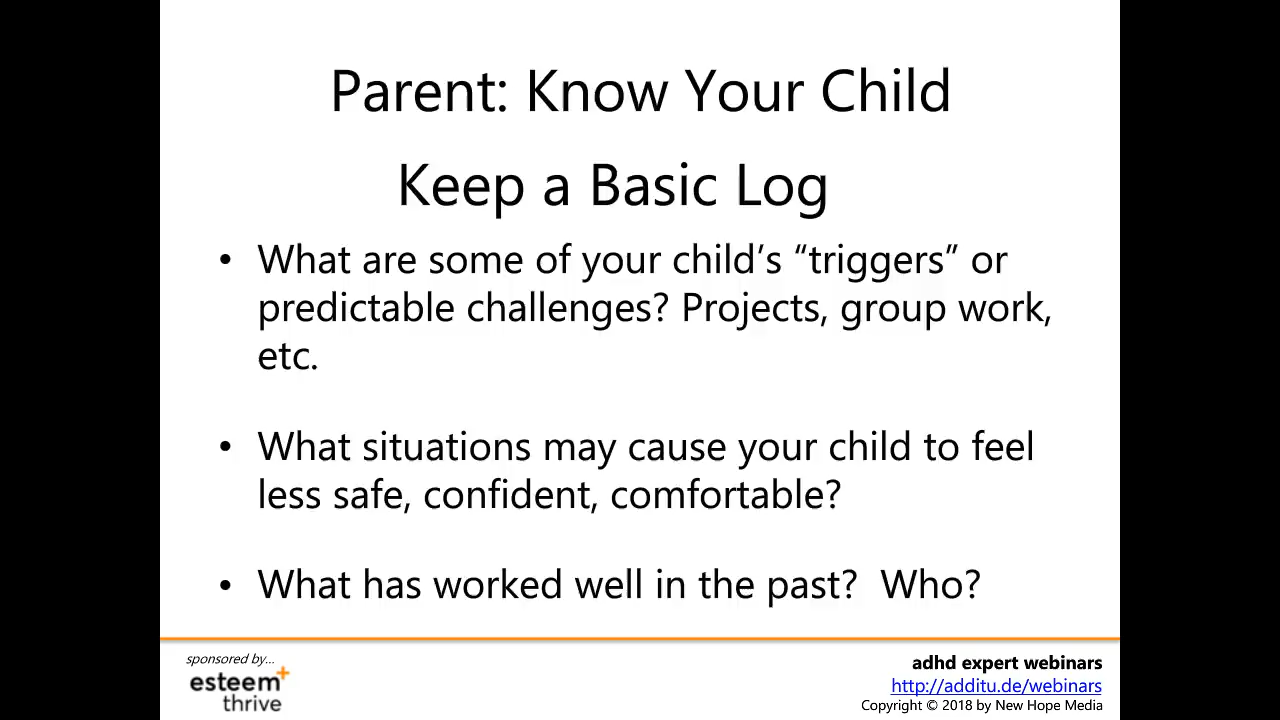 Parent: Know Your Child
Keep a Basic Log
• What are some of your child’s “triggers” or
predictable challenges? Projects, group work,
etc.
• What situations may cause your child to feel
less safe, confident, comfortable?
• What has worked well in the past?  Who?
sponsored by...
esteem+
thrive
adhd expert webinars
http://additu.de/webinars
Copyright © 2018 by New Hope Media